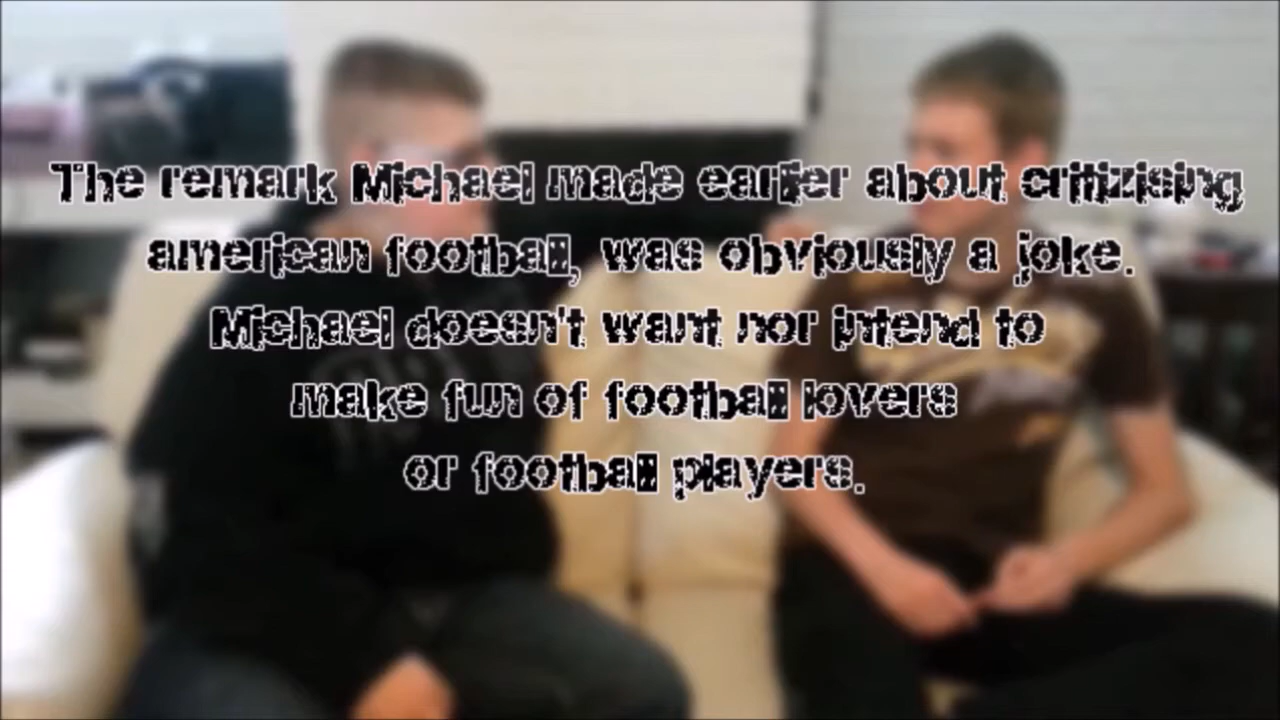 The remark Michael made earlier about critizising
american football, was obviously a joke.
Michael doesn't want nor intend to
make fun of football lovers
or football players.